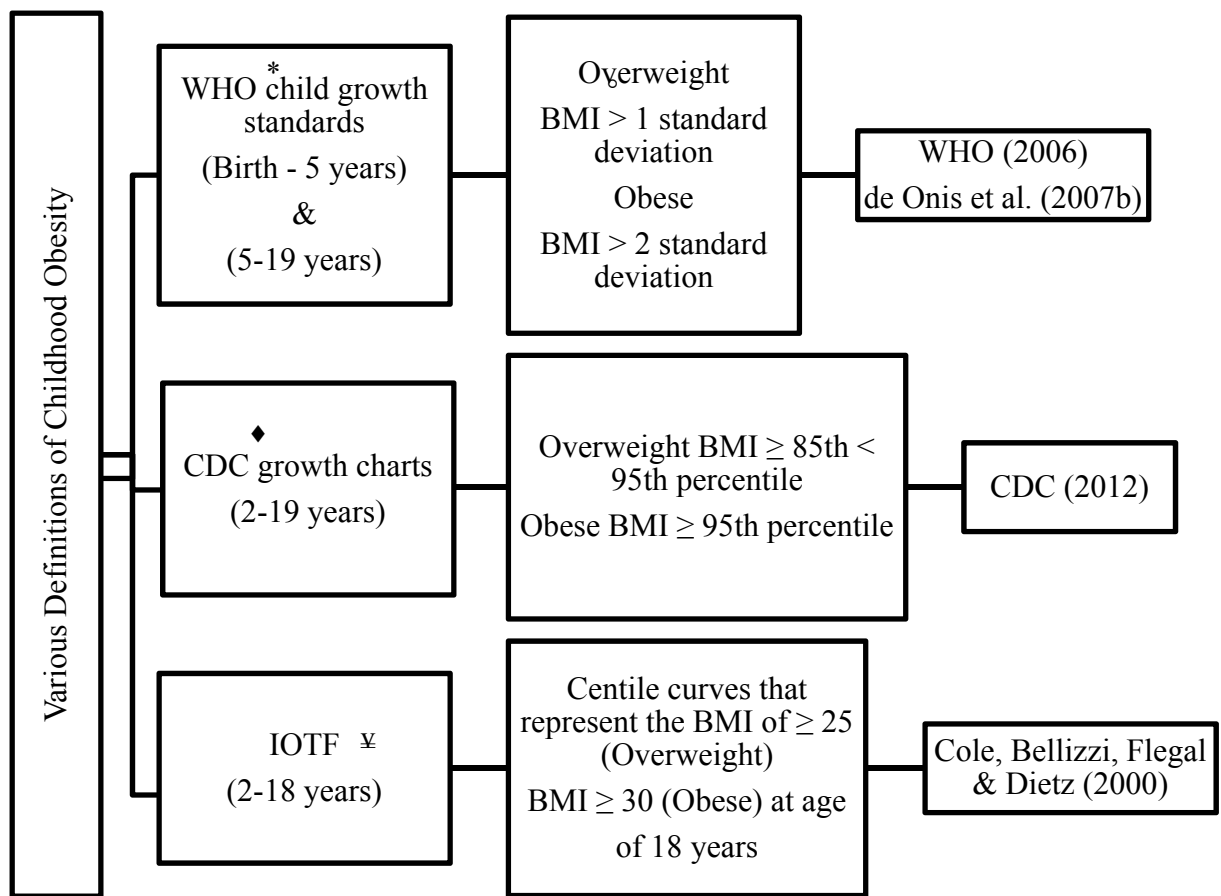 Various Definitions of Childhood Obesity
*
WHO child growth
standards
(Birth - 5 years)
&
(5-19 years)
Overweight
BMI > 1 standard
deviation
Obese
BMI > 2 standard
deviation
WHO (2006)
de Onis et al. (2007b)
♦
CDC growth charts
(2-19 years)
Overweight BMI ≥ 85th <
95th percentile
Obese BMI ≥ 95th percentile
CDC (2012)
IOTF ¥
(2-18 years)
Centile curves that
represent the BMI of ≥ 25
(Overweight)
BMI ≥ 30 (Obese) at age
of 18 years
Cole, Bellizzi, Flegal
& Dietz (2000)